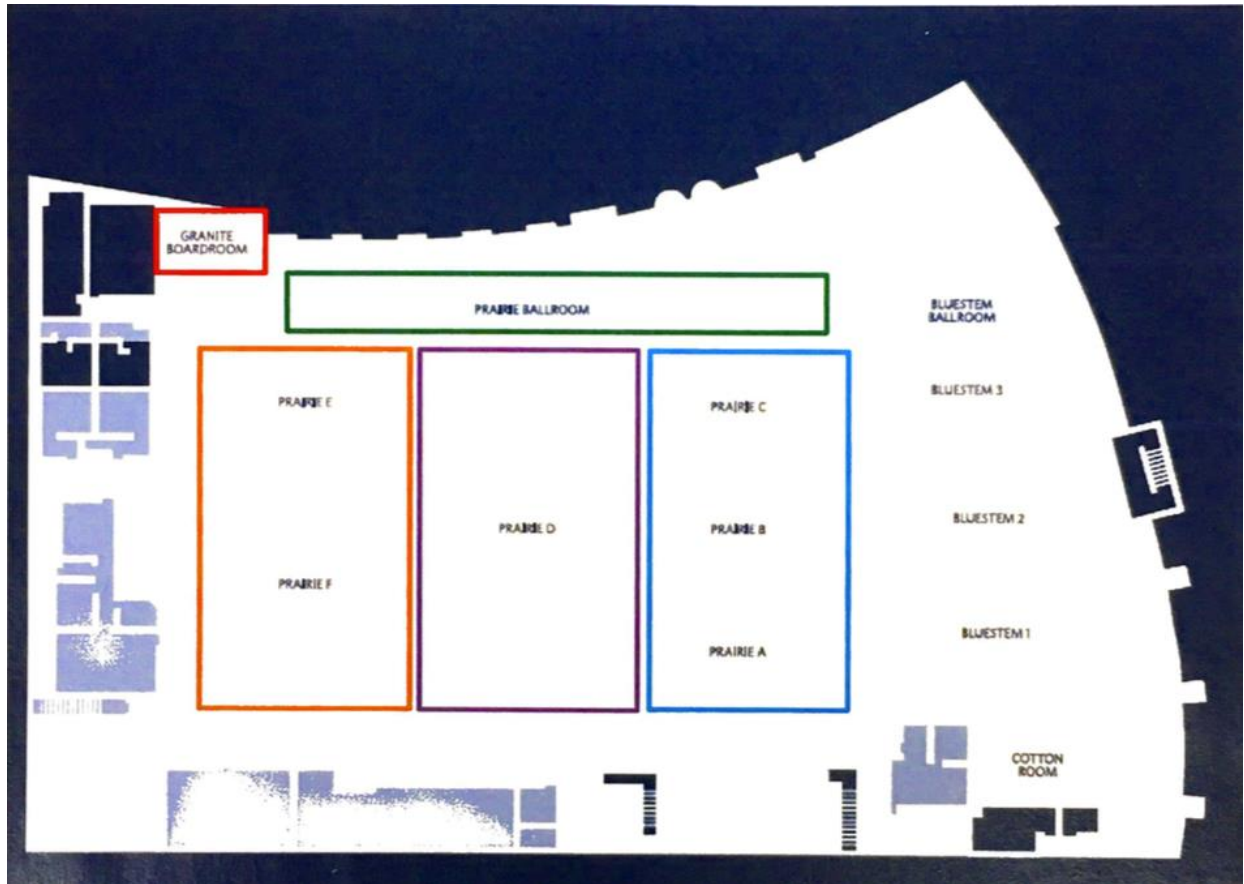 GRANITE
BOARDROOM
PRAIRIE BALLROOM
BLUESTEM
BALLROOM
PRAIRIE E
PRAIRIE C
BLUESTEM 3
PRAIRIE D
PRAIRIE B
BLUESTEM 2
PRAIRIE F
BLUESTEM 1
PRAIRIE A
COTTON
ROOM